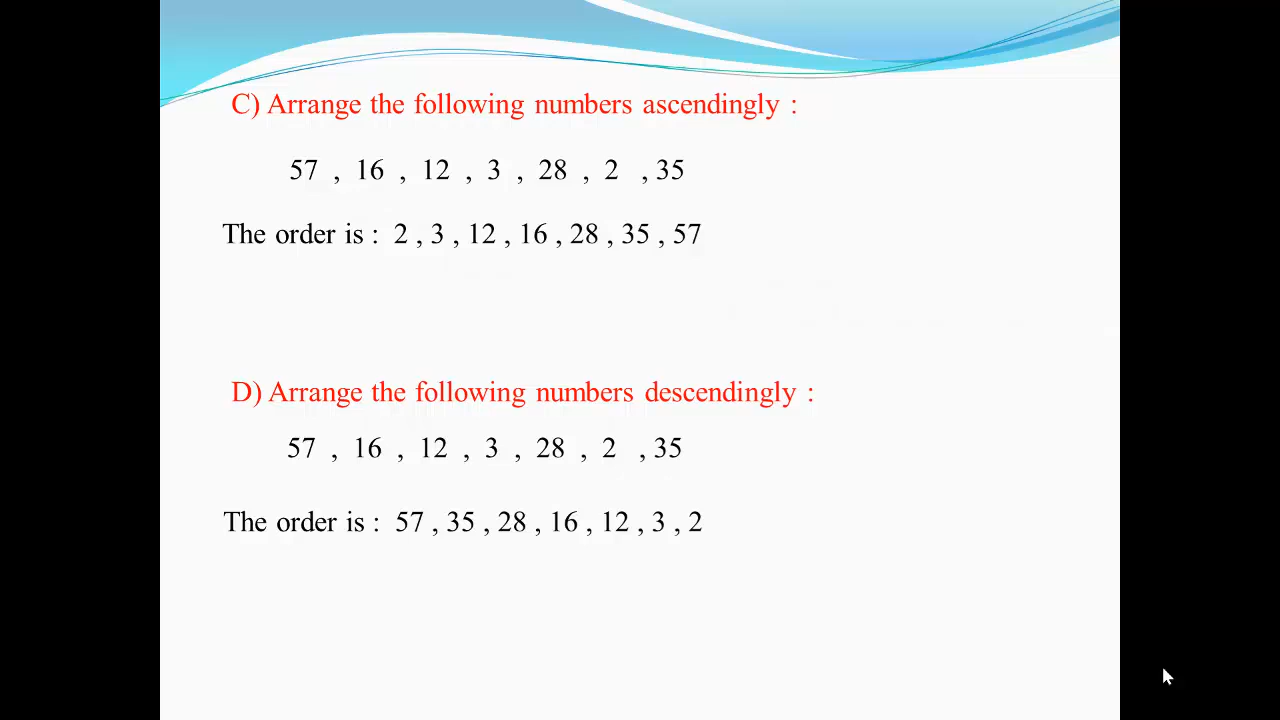 C) Arrange the following numbers ascendingly :
57 , 16 , 12 , 3 , 28 , 2 , 35
The order is : 2 , 3 , 12 , 16 , 28 , 35 , 57
D) Arrange the following numbers descendingly :
57 , 16 , 12 , 3 , 28 , 2 , 35
The order is : 57 , 35 , 28 , 16 , 12 , 3 , 2